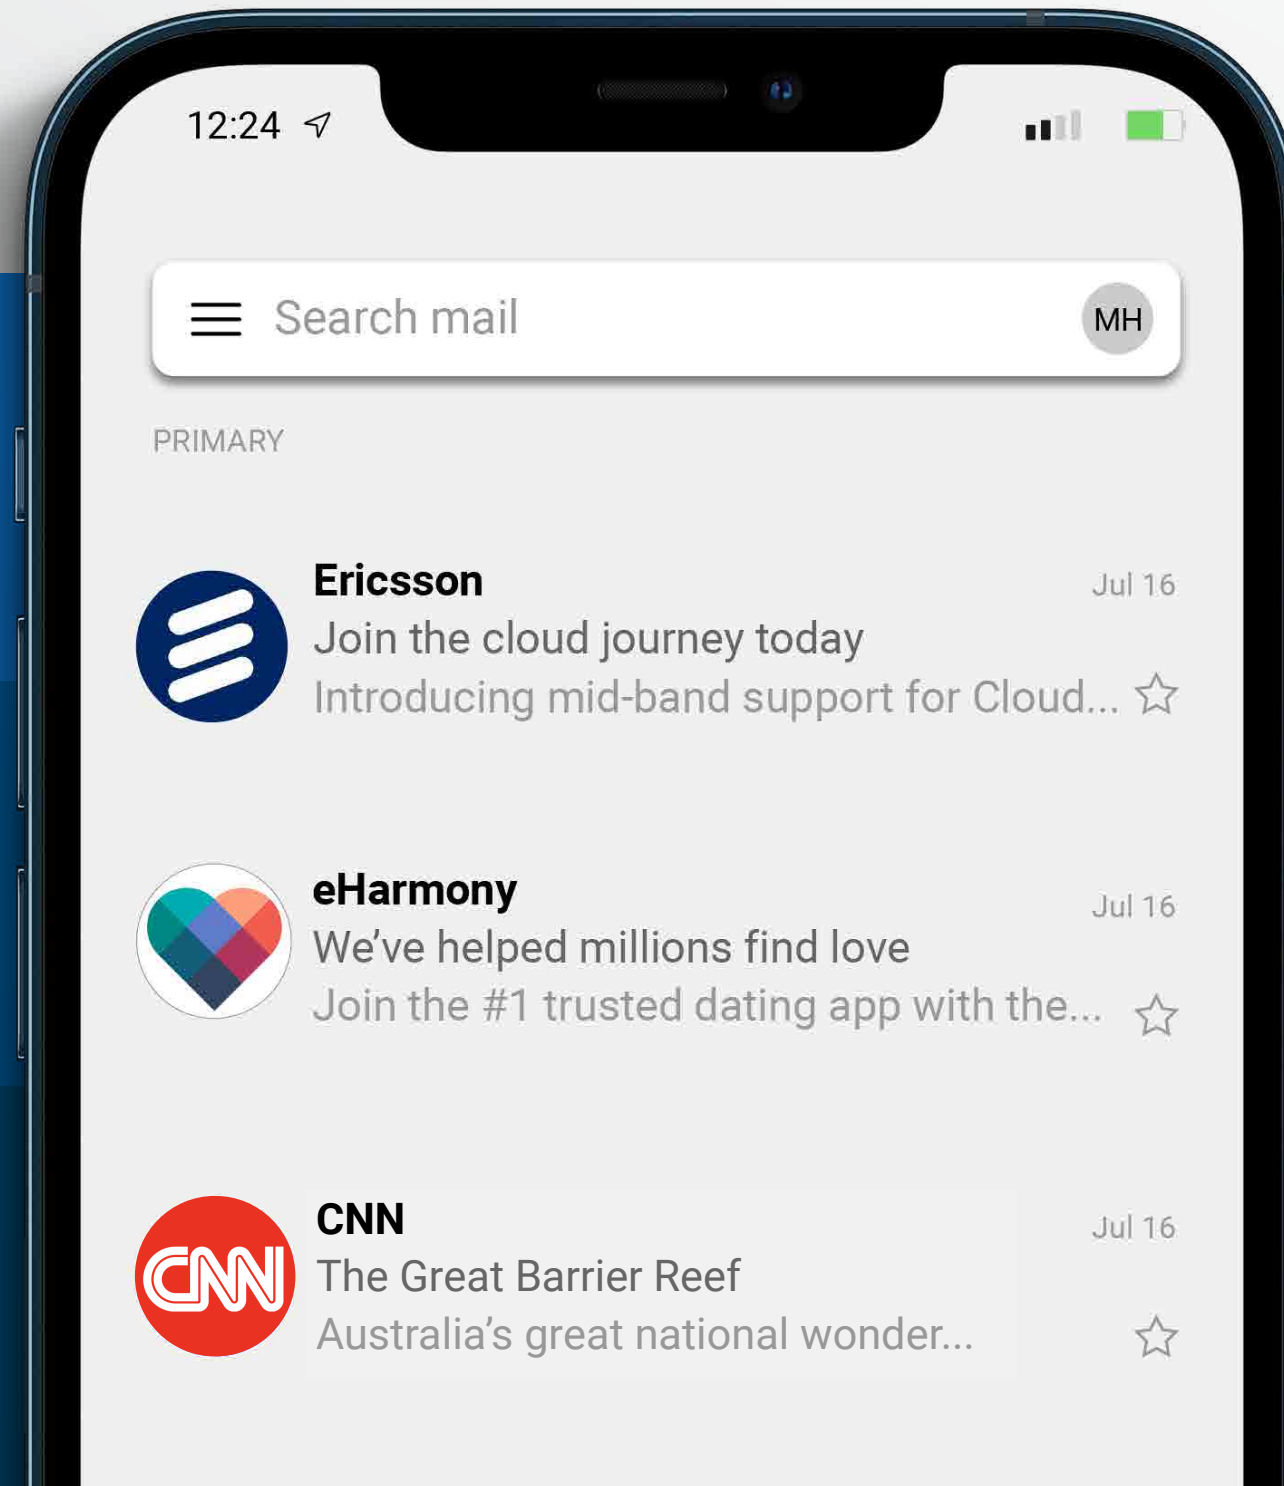 12:24
Search mail
MH
PRIMARY
Ericsson
Jul 16
Join the cloud journey today
Introducing mid-band support for Cloud...
eHarmony
Jul 16
We’ve helped millions find love
Join the #1 trusted dating app with the...
CNN
CNN
Jul 16
The Great Barrier Reef
Australia’s great national wonder...